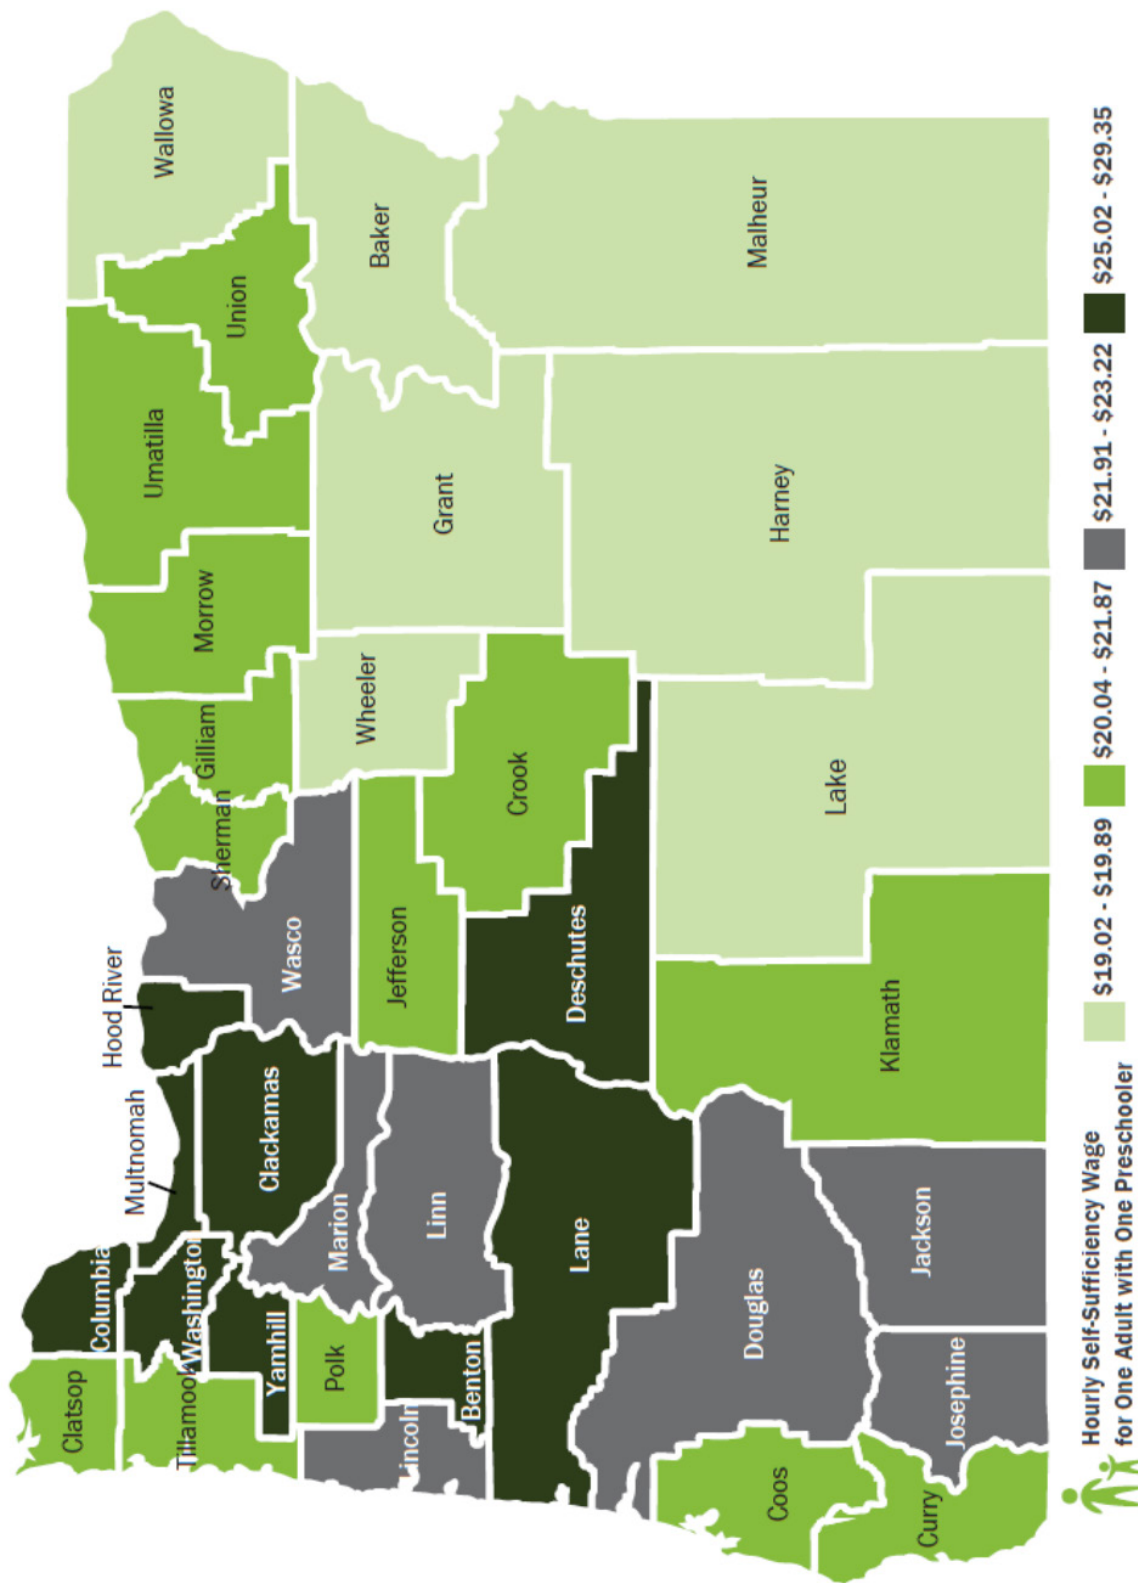 Clatsop
Columbia
Multnomah
Hood River
Tillamook
Washington
Clackamas
Wasco
Sherman
Gilliam
Morrow
Umatilla
Union
Wallowa
Yamhill
Polk
Marion
Jefferson
Wheeler
Grant
Baker
Lincoln
Benton
Linn
Crook
Lane
Deschutes
Coos
Douglas
Klamath
Lake
Harney
Malheur
Curry
Josephine
Jackson
Hourly Self-Sufficiency Wage
for One Adult with One Preschooler
$19.02 - $19.89
$20.04 - $21.87
$21.91 - $23.22
$25.02 - $29.35